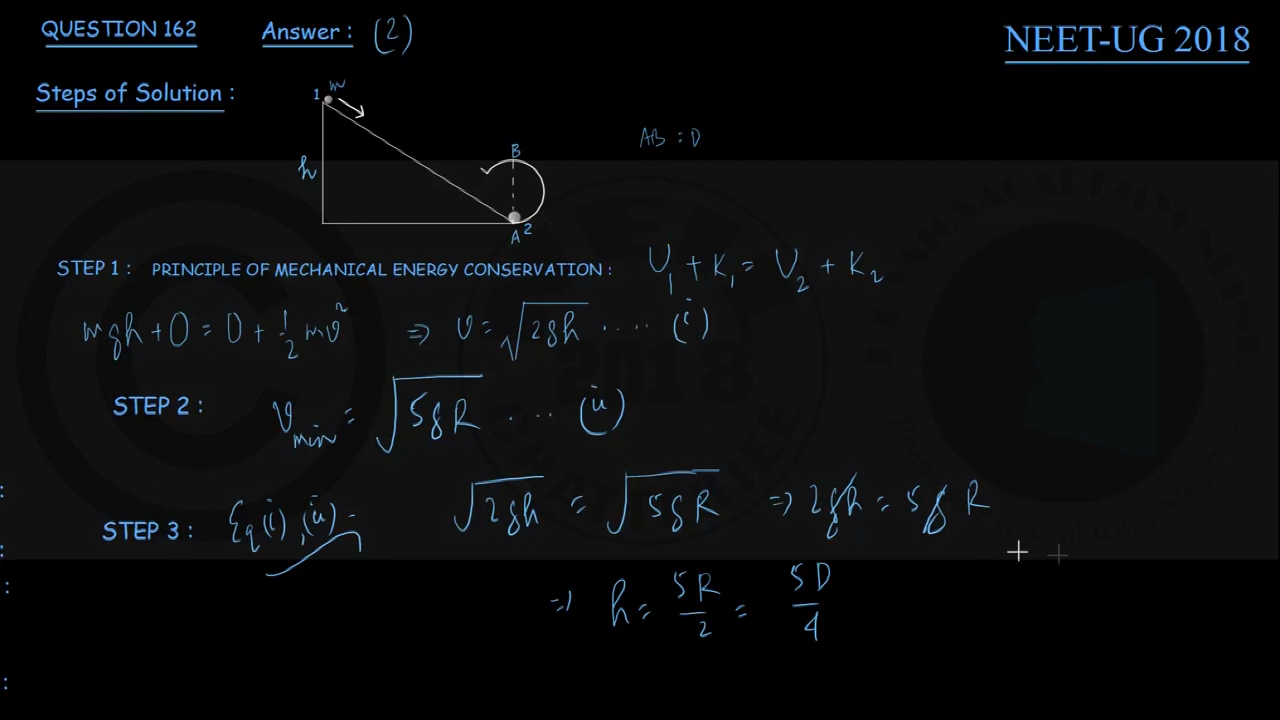 QUESTION 162 Answer : (2)
NEET-UG 2018
Steps of Solution :
1 m
h
B
A 2
AB = D
STEP 1 : PRINCIPLE OF MECHANICAL ENERGY CONSERVATION : U₁ + K₁ = U₂ + K₂
mgh + 0 = 0 + 1/2 mv² ⇒ v = √2gh ..... (i)
STEP 2 : vmin = √5gR .... (ii)
STEP 3 : Eq (i), (ii) - √2gh = √5gR ⇒ 2gh = 5gR
⇒ h = 5R/2 = 5D/4
2018
CHATTERJEE